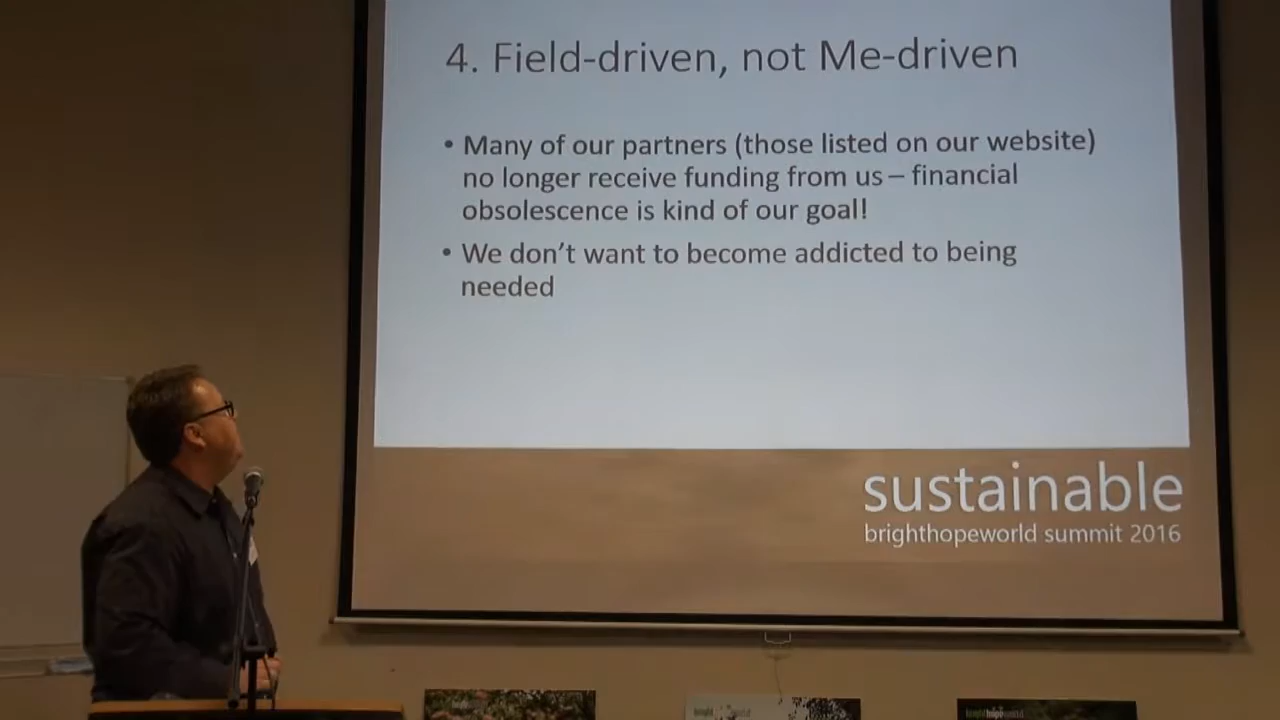 4. Field-driven, not Me-driven
• Many of our partners (those listed on our website)
no longer receive funding from us – financial
obsolescence is kind of our goal!
• We don’t want to become addicted to being
needed
sustainable
brighthopeworld summit 2016